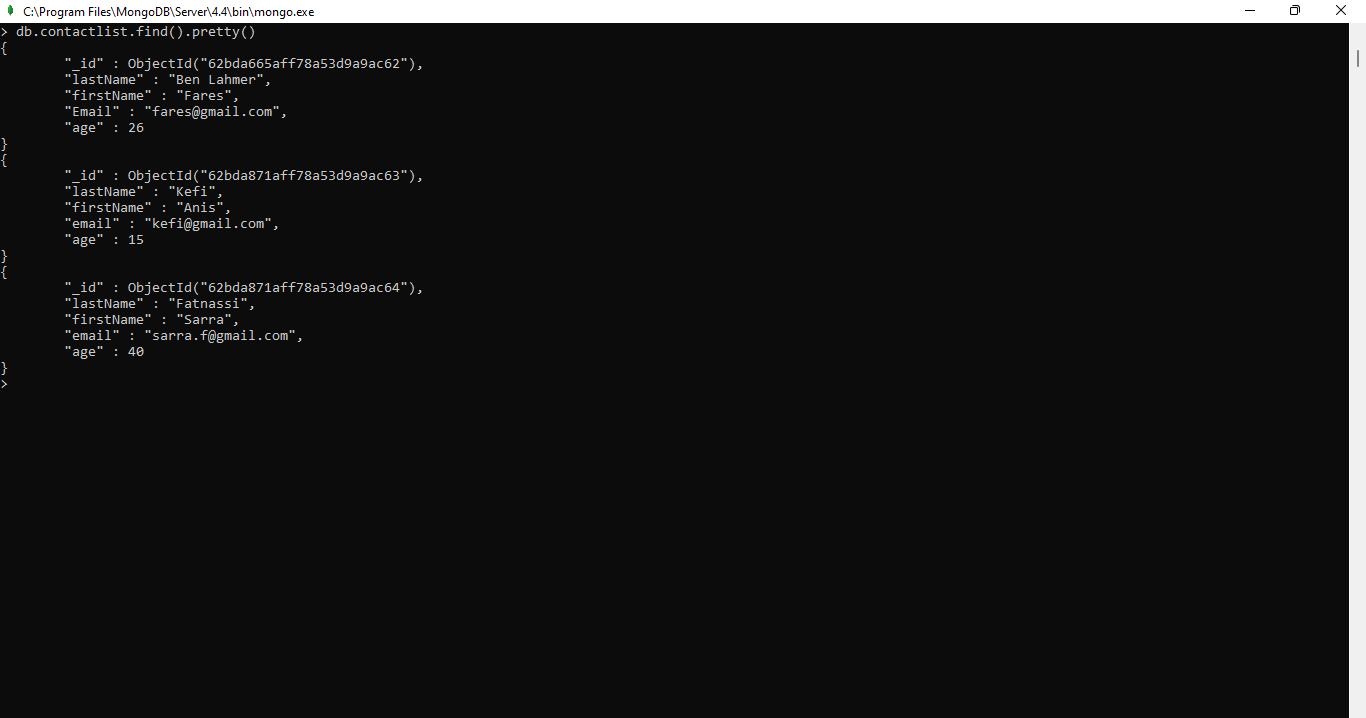 C:\Program Files\MongoDB\Server\4.4\bin\mongo.exe
> db.contactlist.find().pretty()
{
        "_id" : ObjectId("62bda665aff78a53d9a9ac62"),
        "lastName" : "Ben Lahmer",
        "firstName" : "Fares",
        "Email" : "fares@gmail.com",
        "age" : 26
}
{
        "_id" : ObjectId("62bda871aff78a53d9a9ac63"),
        "lastName" : "Kefi",
        "firstName" : "Anis",
        "email" : "kefi@gmail.com",
        "age" : 15
}
{
        "_id" : ObjectId("62bda871aff78a53d9a9ac64"),
        "lastName" : "Fatnassi",
        "firstName" : "Sarra",
        "email" : "sarra.f@gmail.com",
        "age" : 40
}
>